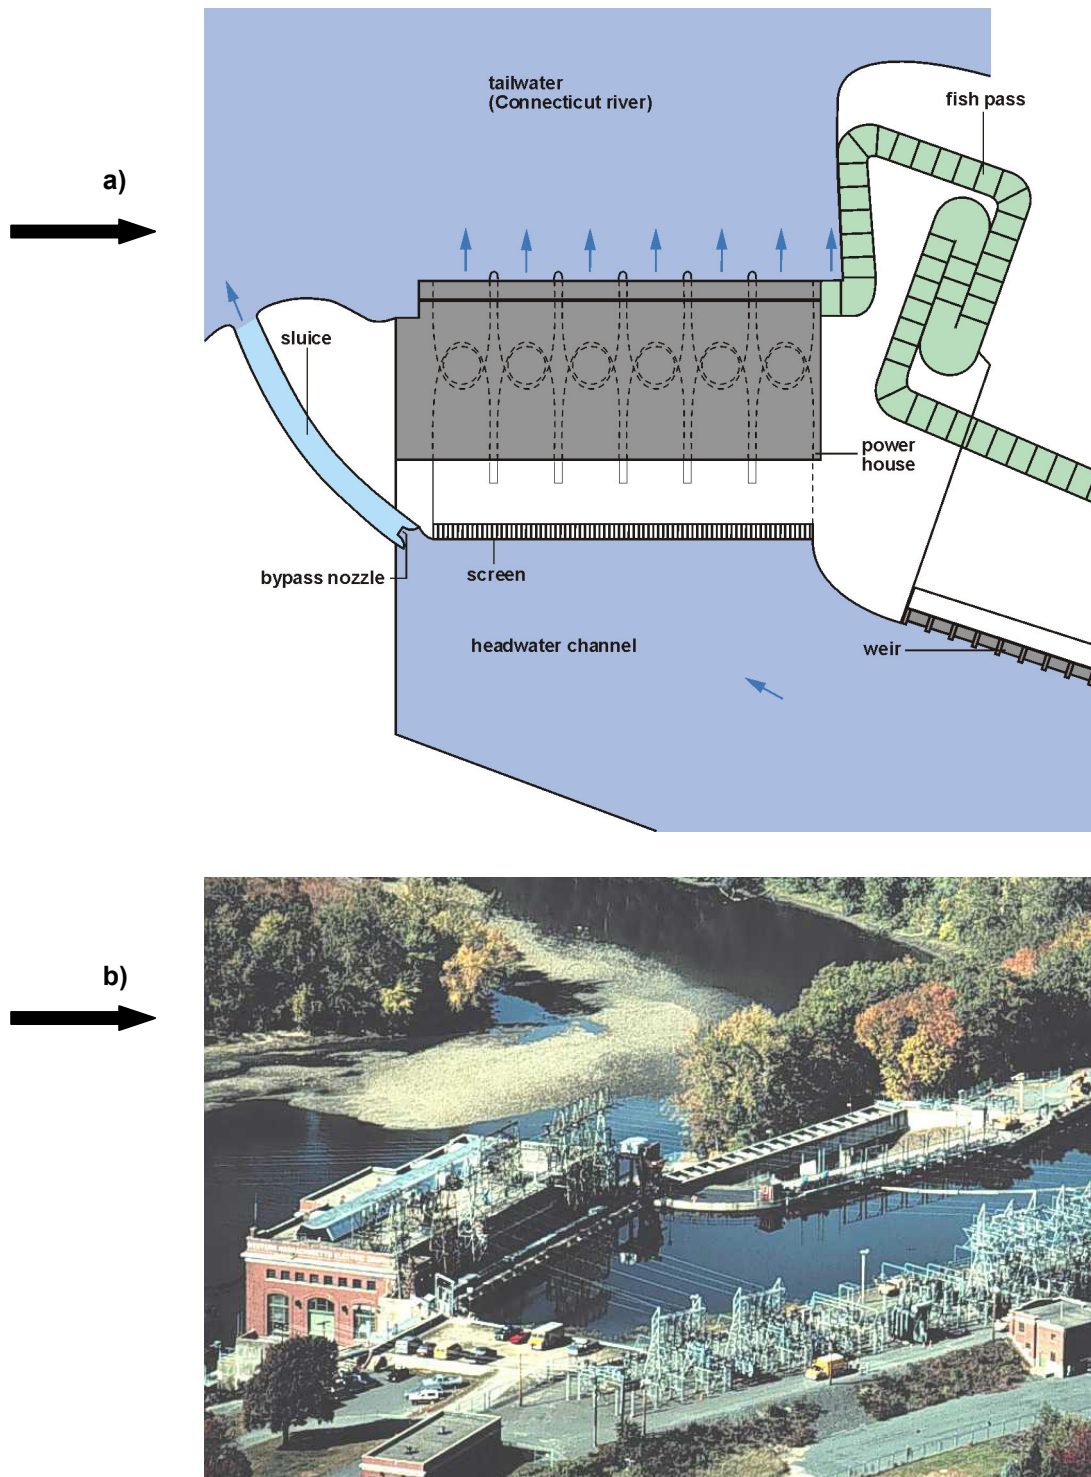 a)
tailwater
(Connecticut river)
fish pass
sluice
power
house
bypass nozzle
screen
headwater channel
weir
b)